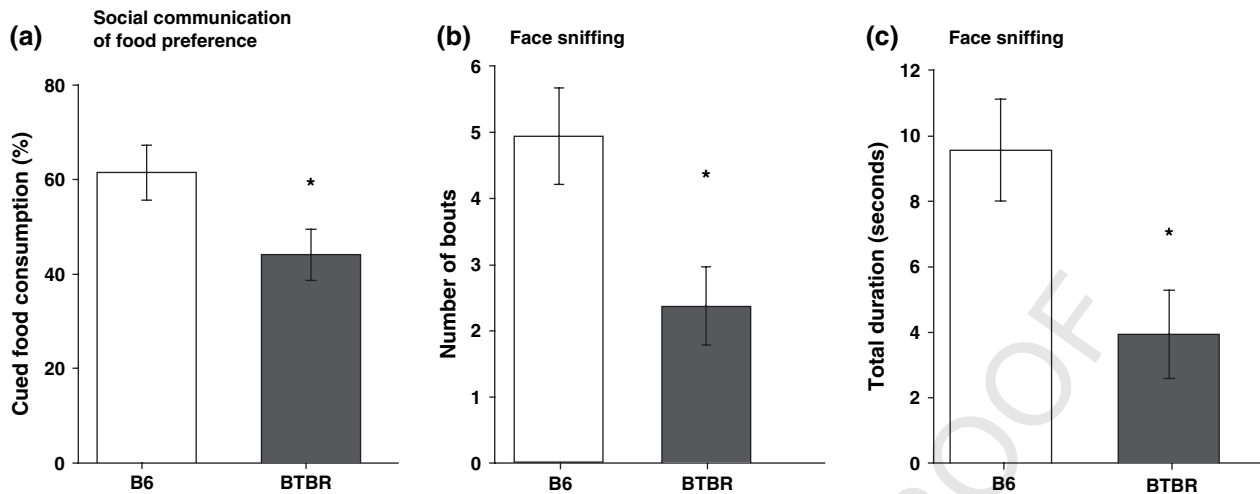 (a)
Social communication
of food preference
Cued food consumption (%)
80
60
40
20
0
*
B6
BTBR
(b)
Face sniffing
Number of bouts
6
5
4
3
2
1
0
*
B6
BTBR
(c)
Face sniffing
Total duration (seconds)
12
10
8
6
4
2
0
*
B6
BTBR
ROOF